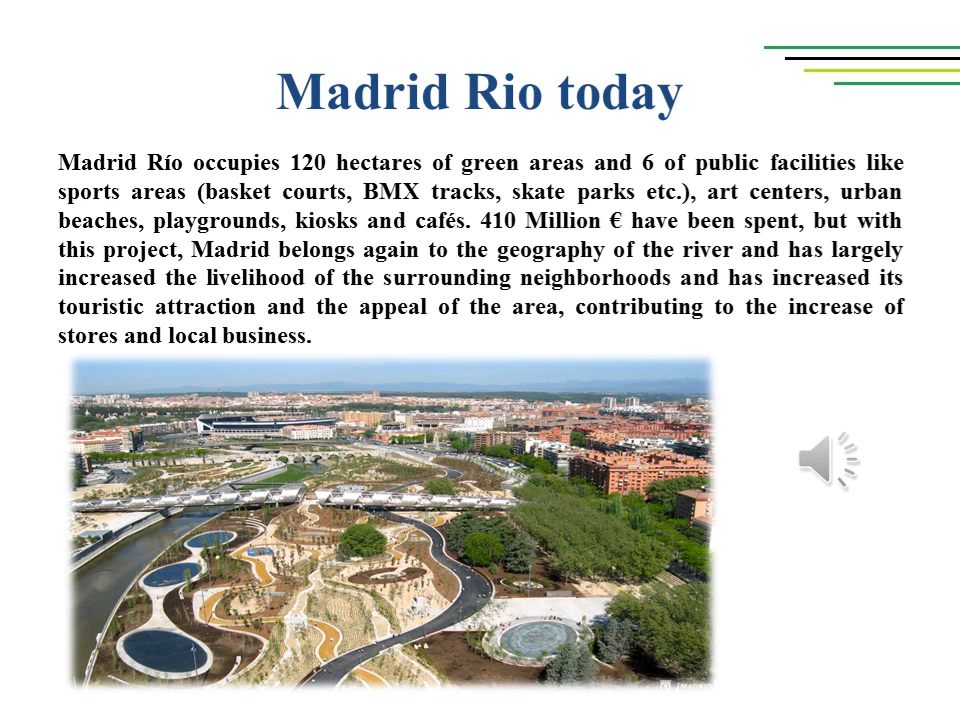 Madrid Rio today
Madrid Río occupies 120 hectares of green areas and 6 of public facilities like
sports areas (basket courts, BMX tracks, skate parks etc.), art centers, urban
beaches, playgrounds, kiosks and cafés. 410 Million € have been spent, but with
this project, Madrid belongs again to the geography of the river and has largely
increased the livelihood of the surrounding neighborhoods and has increased its
touristic attraction and the appeal of the area, contributing to the increase of
stores and local business.